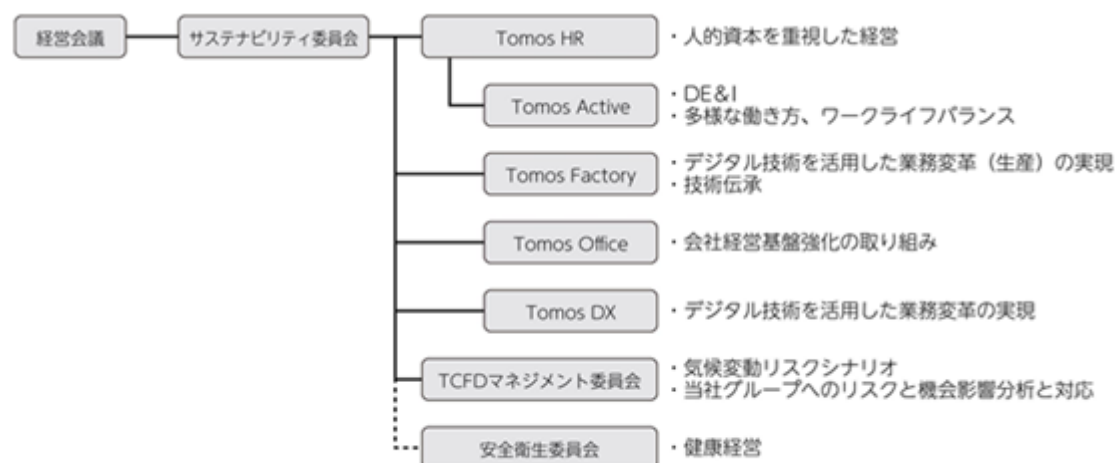 経営会議
サステナビリティ委員会
Tomos HR
・人的資本を重視した経営
Tomos Active
・DE&I
・多様な働き方、ワークライフバランス
Tomos Factory
・デジタル技術を活用した業務変革（生産）の実現
・技術伝承
Tomos Office
・会社経営基盤強化の取り組み
Tomos DX
・デジタル技術を活用した業務変革の実現
TCFDマネジメント委員会
・気候変動リスクシナリオ
・当社グループへのリスクと機会影響分析と対応
安全衛生委員会
・健康経営